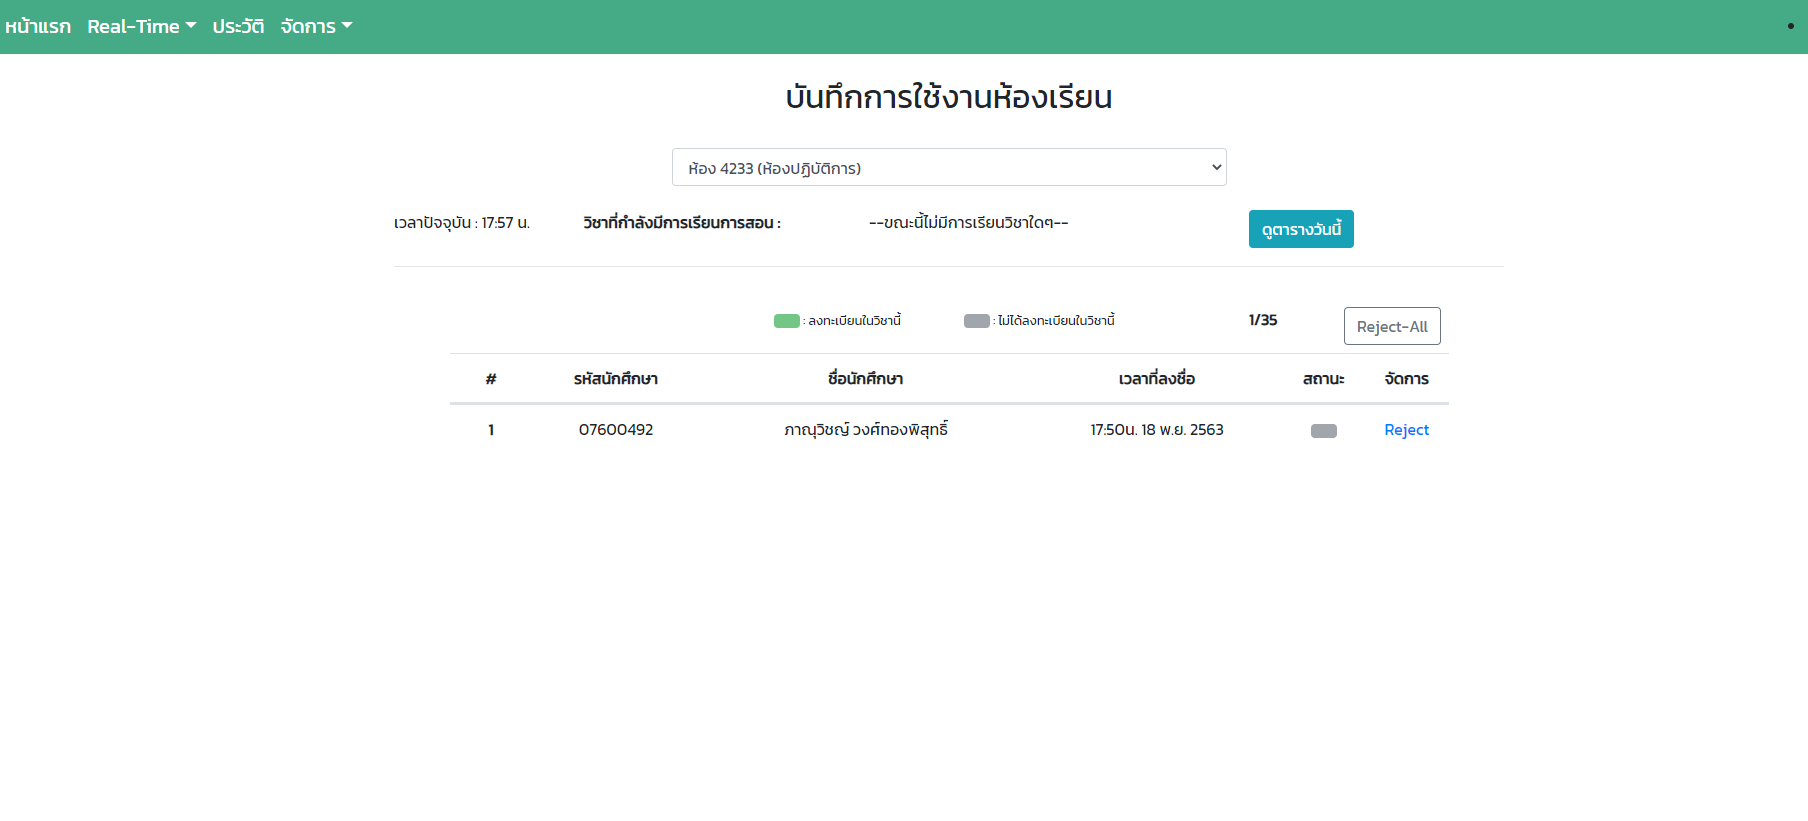 หน้าแรก Real-Time ประวัติ จัดการ
บันทึกการใช้งานห้องเรียน
ห้อง 4233 (ห้องปฏิบัติการ)
เวลาปัจจุบัน : 17:57 น. วิชาที่กำลังมีการเรียนการสอน : --ขณะนี้ไม่มีการเรียนวิชาใดๆ-- ดูตารางวันนี้
: ลงทะเบียนในวิชานี้ : ไม่ได้ลงทะเบียนในวิชานี้ 1/35 Reject-All
# รหัสนักศึกษา ชื่อนักศึกษา เวลาที่ลงชื่อ สถานะ จัดการ
1 07600492 ภาณุวิชญ์ วงศ์ทองพิสุทธิ์ 17:50น. 18 พ.ย. 2563 Reject